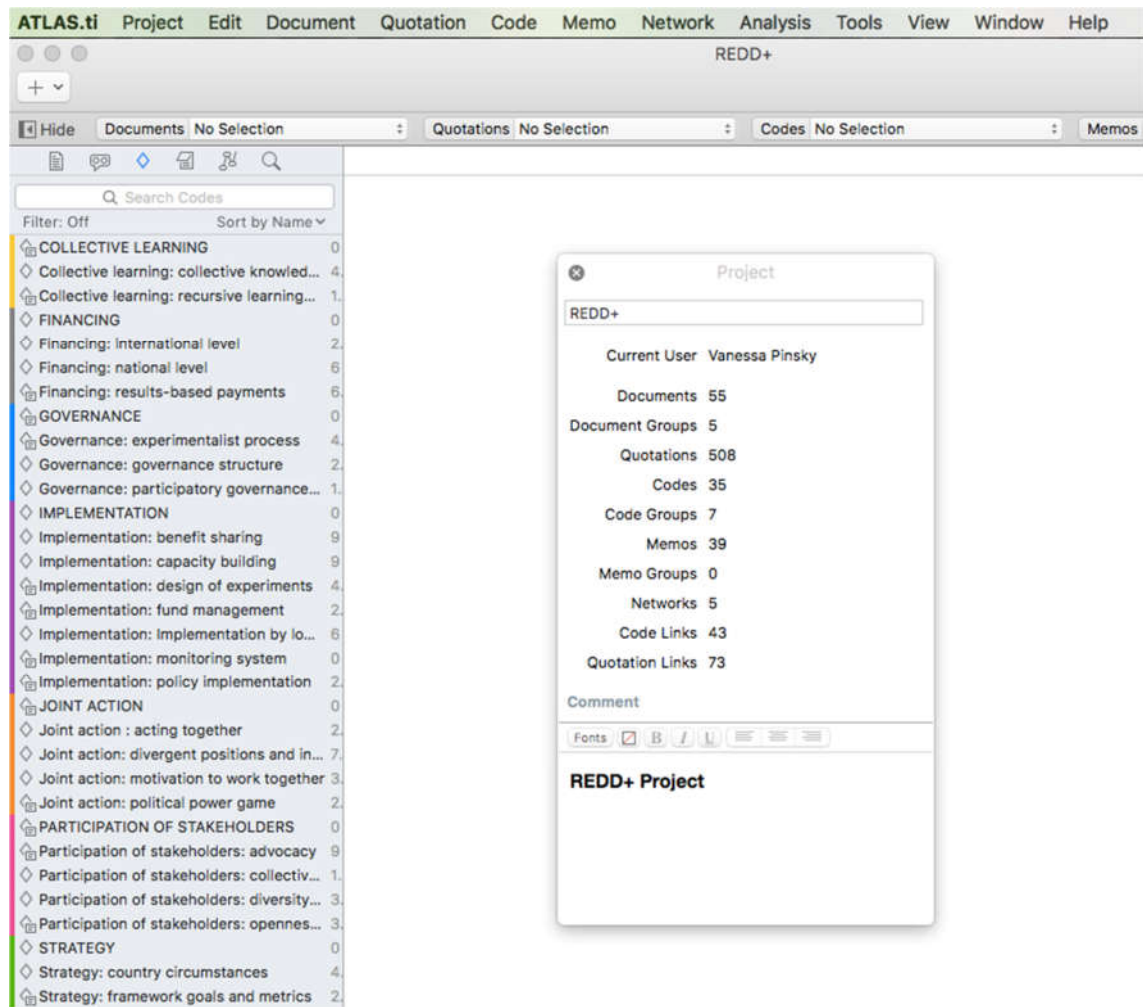 ATLAS.ti Project Edit Document Quotation Code Memo Network Analysis Tools View Window Help
REDD+
Hide Documents No Selection Quotations No Selection Codes No Selection Memos
Search Codes
Filter: Off Sort by Name
COLLECTIVE LEARNING 0
Collective learning: collective knowled... 4.
Collective learning: recursive learning... 1.
FINANCING 0
Financing: International level 2.
Financing: national level 6
Financing: results-based payments 6.
GOVERNANCE 0
Governance: experimentalist process 4.
Governance: governance structure 2.
Governance: participatory governance... 1.
IMPLEMENTATION 0
Implementation: benefit sharing 9
Implementation: capacity building 9
Implementation: design of experiments 4.
Implementation: fund management 2.
Implementation: Implementation by lo... 6
Implementation: monitoring system 0
Implementation: policy implementation 2.
JOINT ACTION 0
Joint action : acting together 2.
Joint action: divergent positions and in... 7.
Joint action: motivation to work together 3.
Joint action: political power game 2.
PARTICIPATION OF STAKEHOLDERS 0
Participation of stakeholders: advocacy 9
Participation of stakeholders: collectiv... 1.
Participation of stakeholders: diversity... 3.
Participation of stakeholders: opennes... 3.
STRATEGY 0
Strategy: country circumstances 4.
Strategy: framework goals and metrics 2.
Project
REDD+
Current User Vanessa Pinsky
Documents 55
Document Groups 5
Quotations 508
Codes 35
Code Groups 7
Memos 39
Memo Groups 0
Networks 5
Code Links 43
Quotation Links 73
Comment
Fonts B I U
REDD+ Project